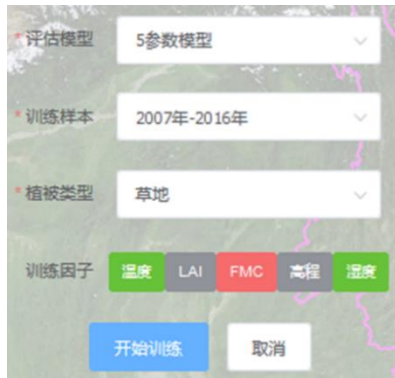 * 评估模型 5参数模型
* 训练样本 2007年-2016年
* 植被类型 草地
训练因子 温度 LAI FMC 高程 湿度
开始训练 取消